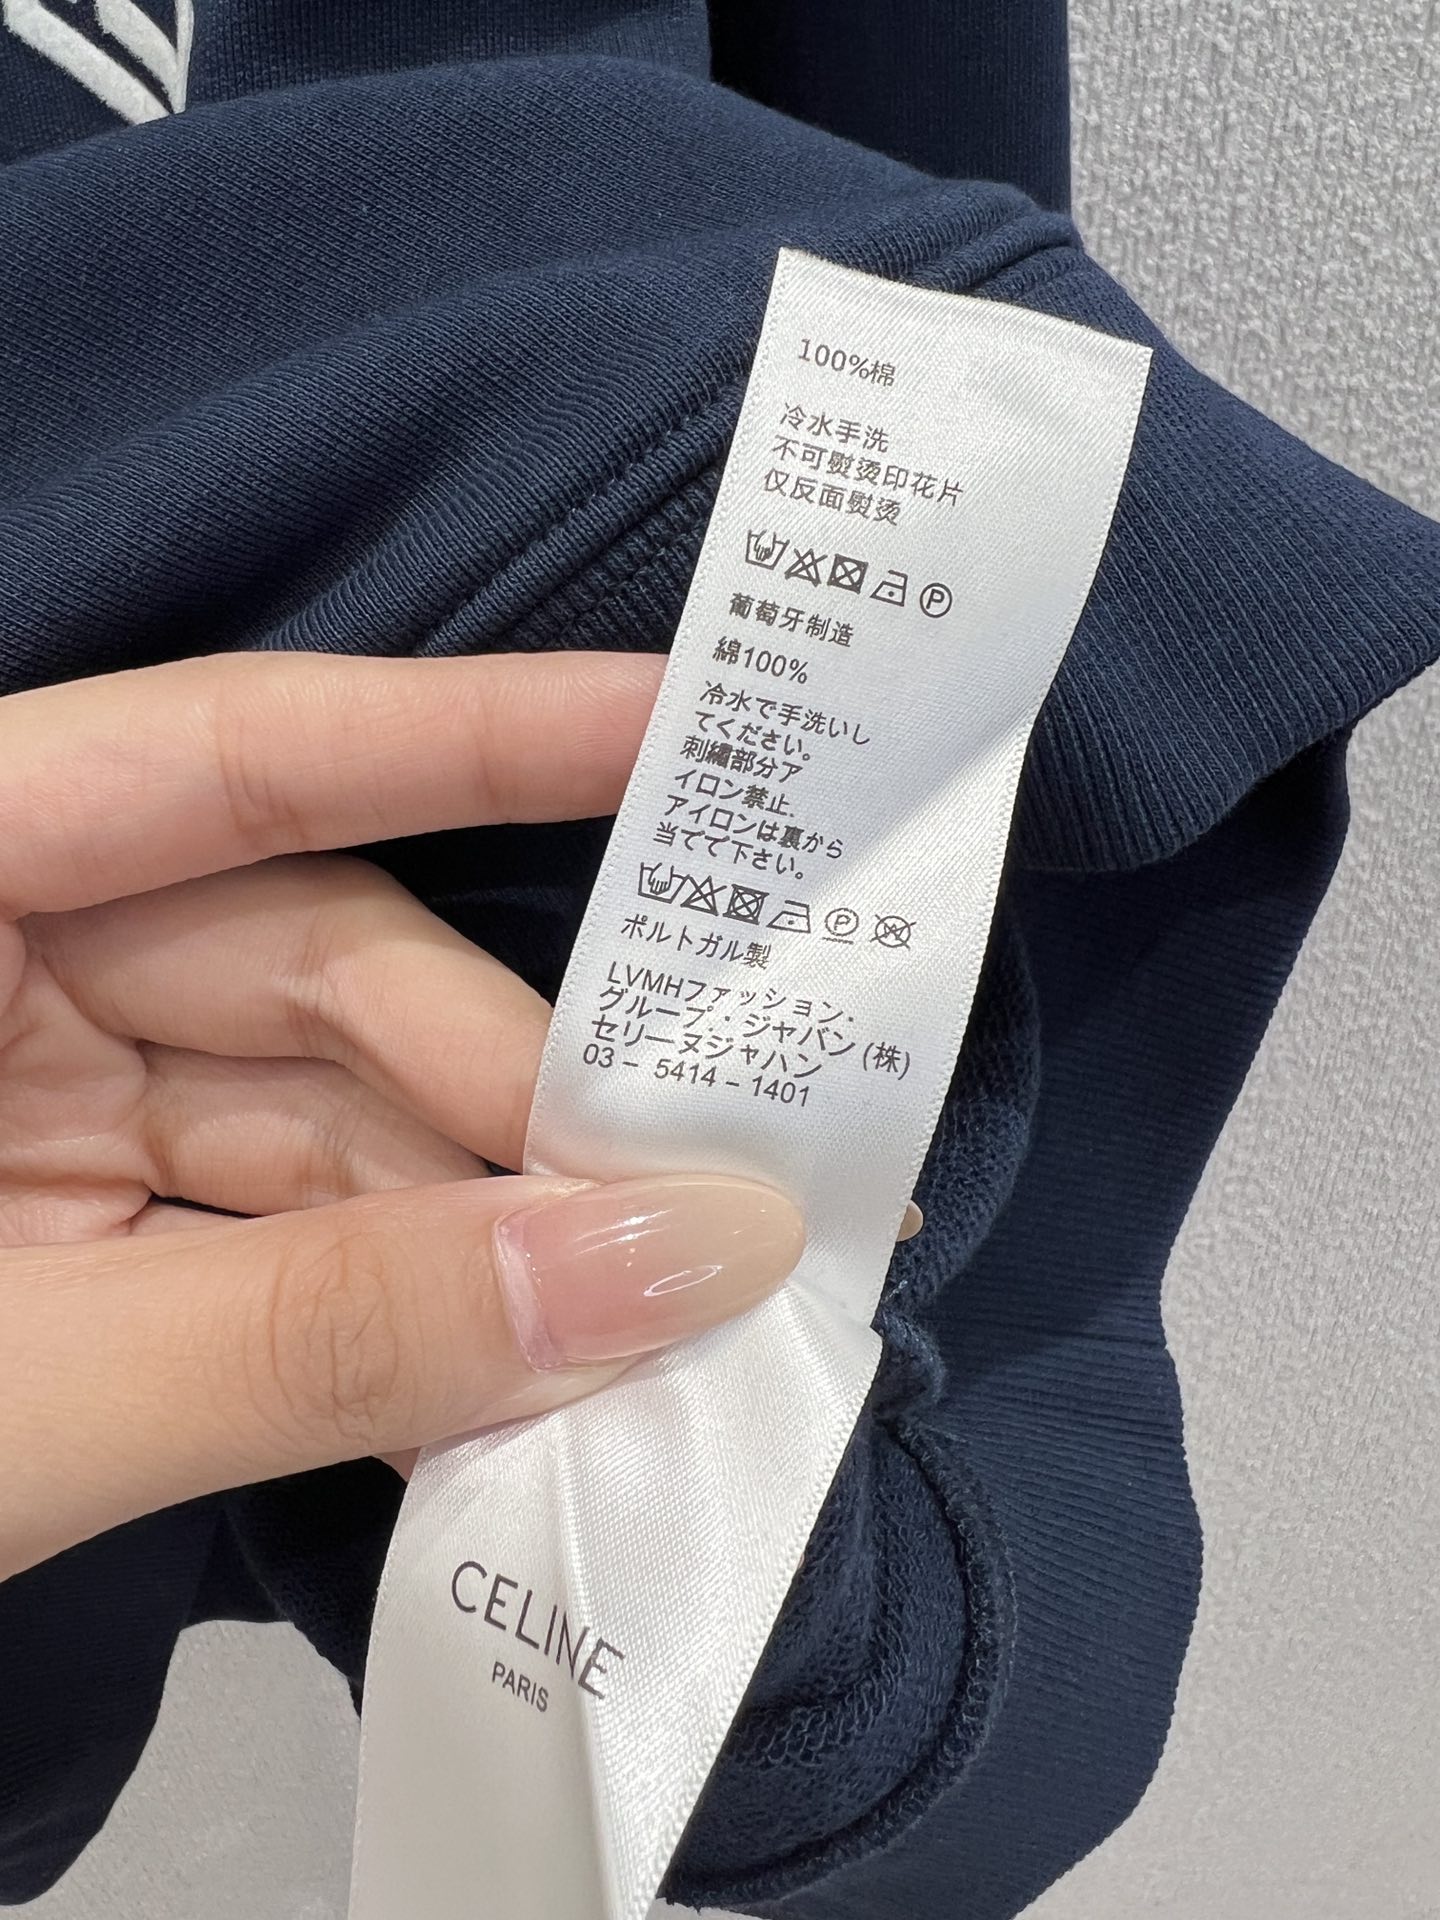 100%棉
冷水手洗
不可熨烫印花片
仅反面熨烫
P
葡萄牙制造
綿100%
冷水で手洗いし
てください。
刺繍部分ア
イロン禁止.
アイロンは裏から
当てで下さい。
P W
ポルトガル製
LVMHファッション.
グループ・ジャバン(株)
セリーヌジャハン
03 - 5414 - 1401
CELINE
PARIS